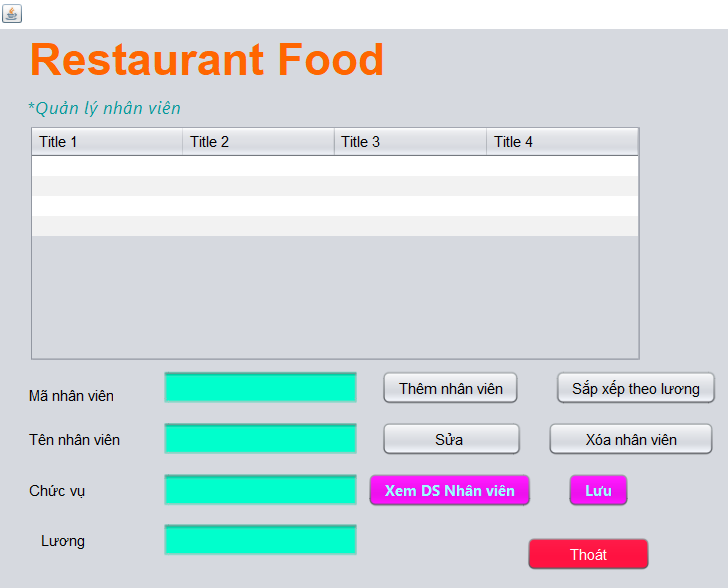 Restaurant Food
*Quản lý nhân viên
Title 1 Title 2 Title 3 Title 4
Mã nhân viên Thêm nhân viên Sắp xếp theo lương
Tên nhân viên Sửa Xóa nhân viên
Chức vụ Xem DS Nhân viên Lưu
Lương Thoát